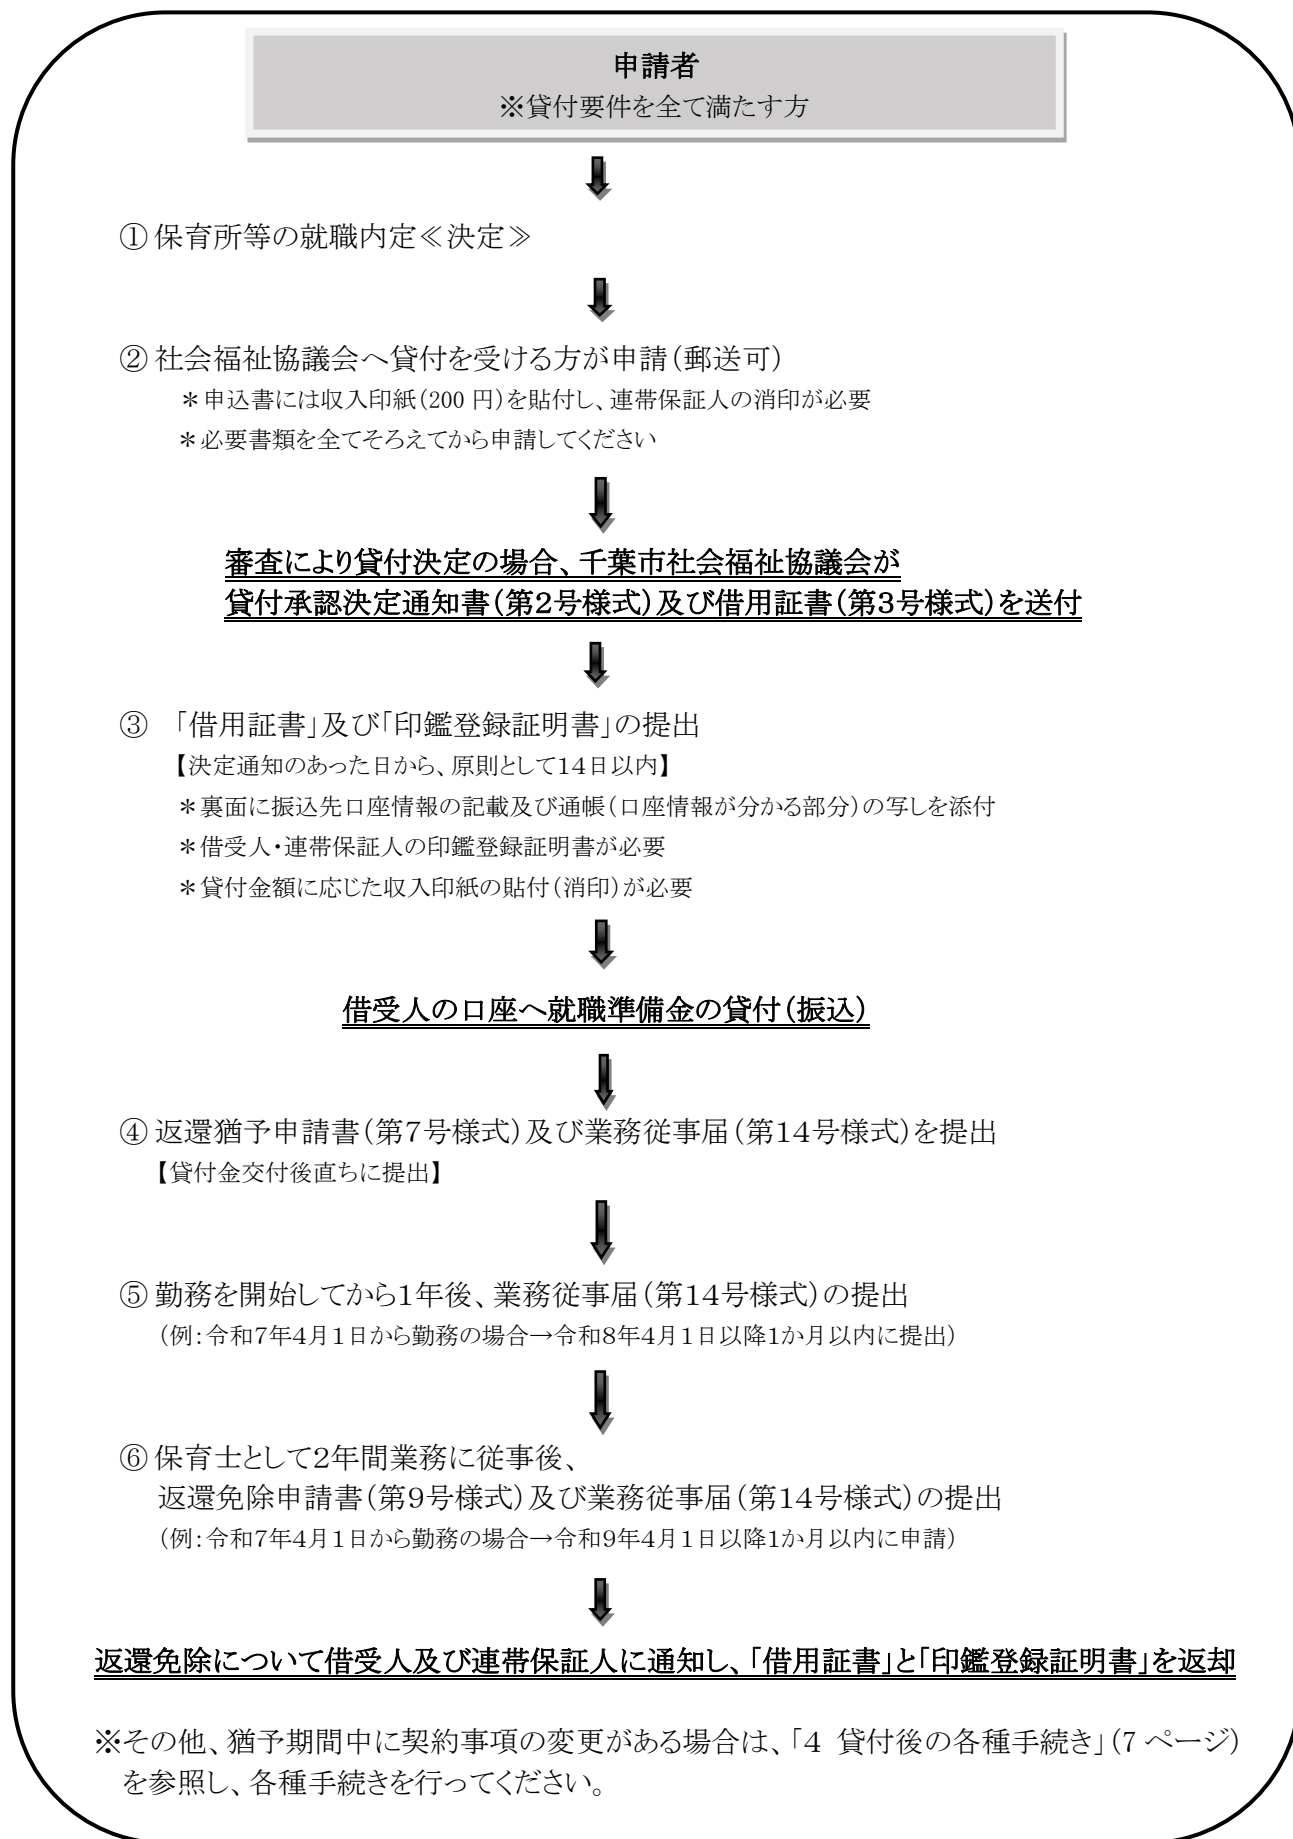 申請者
※貸付要件を全て満たす方
①保育所等の就職内定≪決定≫
②社会福祉協議会へ貸付を受ける方が申請(郵送可)
＊申込書には収入印紙(200 円)を貼付し、連帯保証人の消印が必要
＊必要書類を全てそろえてから申請してください
審査により貸付決定の場合、千葉市社会福祉協議会が
貸付承認決定通知書(第2号様式)及び借用証書(第3号様式)を送付
③ 「借用証書」及び「印鑑登録証明書」の提出
【決定通知のあった日から、原則として14日以内】
＊裏面に振込先口座情報の記載及び通帳(口座情報が分かる部分)の写しを添付
＊借受人・連帯保証人の印鑑登録証明書が必要
＊貸付金額に応じた収入印紙の貼付(消印)が必要
借受人の口座へ就職準備金の貸付(振込)
④返還猶予申請書(第7号様式)及び業務従事届(第14号様式)を提出
【貸付金交付後直ちに提出】
⑤勤務を開始してから1年後、業務従事届(第14号様式)の提出
(例:令和7年4月1日から勤務の場合→令和8年4月1日以降1か月以内に提出)
⑥保育士として2年間業務に従事後、
返還免除申請書(第9号様式)及び業務従事届(第14号様式)の提出
(例:令和7年4月1日から勤務の場合→令和9年4月1日以降1か月以内に申請)
返還免除について借受人及び連帯保証人に通知し、「借用証書」と「印鑑登録証明書」を返却
※その他、猶予期間中に契約事項の変更がある場合は、「4 貸付後の各種手続き」(7 ページ)
を参照し、各種手続きを行ってください。